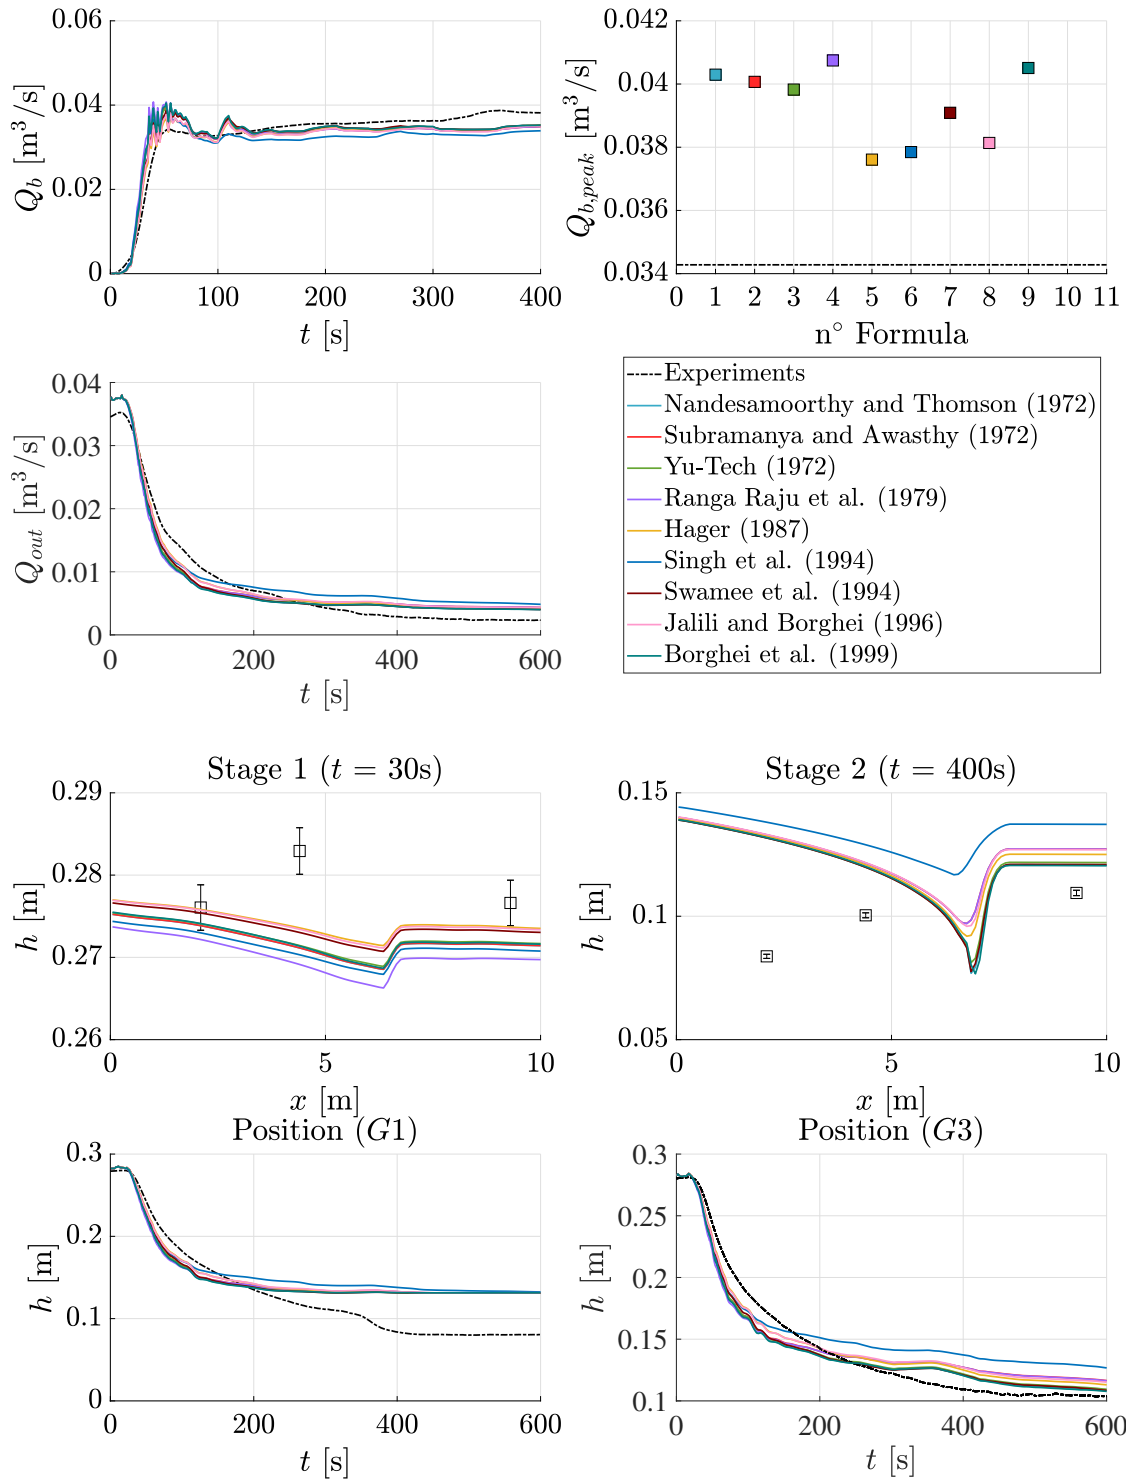 0.06
0.04
0.02
0
Q_b [m³/s]
0 100 200 300 400
t [s]
0.042
0.04
0.038
0.036
0.034
Q_{b,peak} [m³/s]
0 1 2 3 4 5 6 7 8 9 10 11
n° Formula
0.04
0.03
0.02
0.01
0
Q_{out} [m³/s]
0 200 400 600
t [s]
Experiments
Nandesamoorthy and Thomson (1972)
Subramanya and Awasthy (1972)
Yu-Tech (1972)
Ranga Raju et al. (1979)
Hager (1987)
Singh et al. (1994)
Swamee et al. (1994)
Jalili and Borghei (1996)
Borghei et al. (1999)
Stage 1 (t = 30s)
0.29
0.28
0.27
0.26
h [m]
0 5 10
x [m]
Stage 2 (t = 400s)
0.15
0.1
0.05
h [m]
0 5 10
x [m]
Position (G1)
0.3
0.2
0.1
0
h [m]
0 200 400 600
t [s]
Position (G3)
0.3
0.25
0.2
0.15
0.1
h [m]
0 200 400 600
t [s]